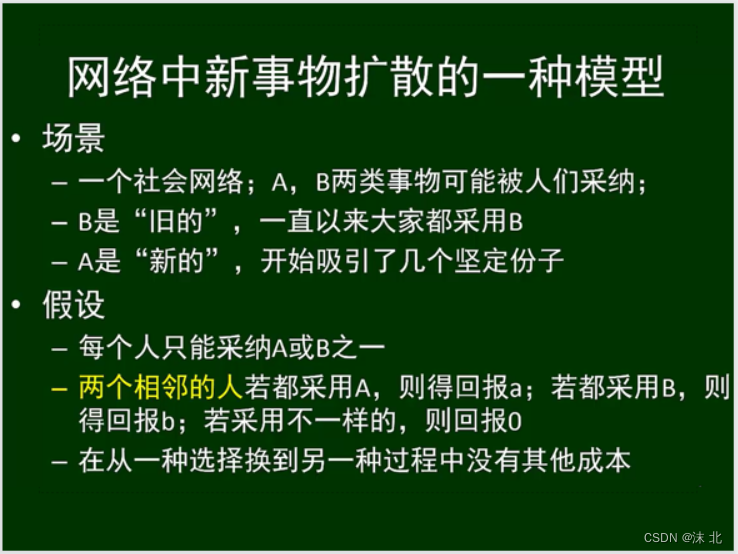 网络中新事物扩散的一种模型
• 场景
– 一个社会网络；A，B两类事物可能被人们采纳；
– B是“旧的”，一直以来大家都采用B
– A是“新的”，开始吸引了几个坚定份子
• 假设
– 每个人只能采纳A或B之一
– 两个相邻的人若都采用A，则得回报a；若都采用B，则
得回报b；若采用不一样的，则回报0
– 在从一种选择换到另一种过程中没有其他成本
CSDN @沫 北